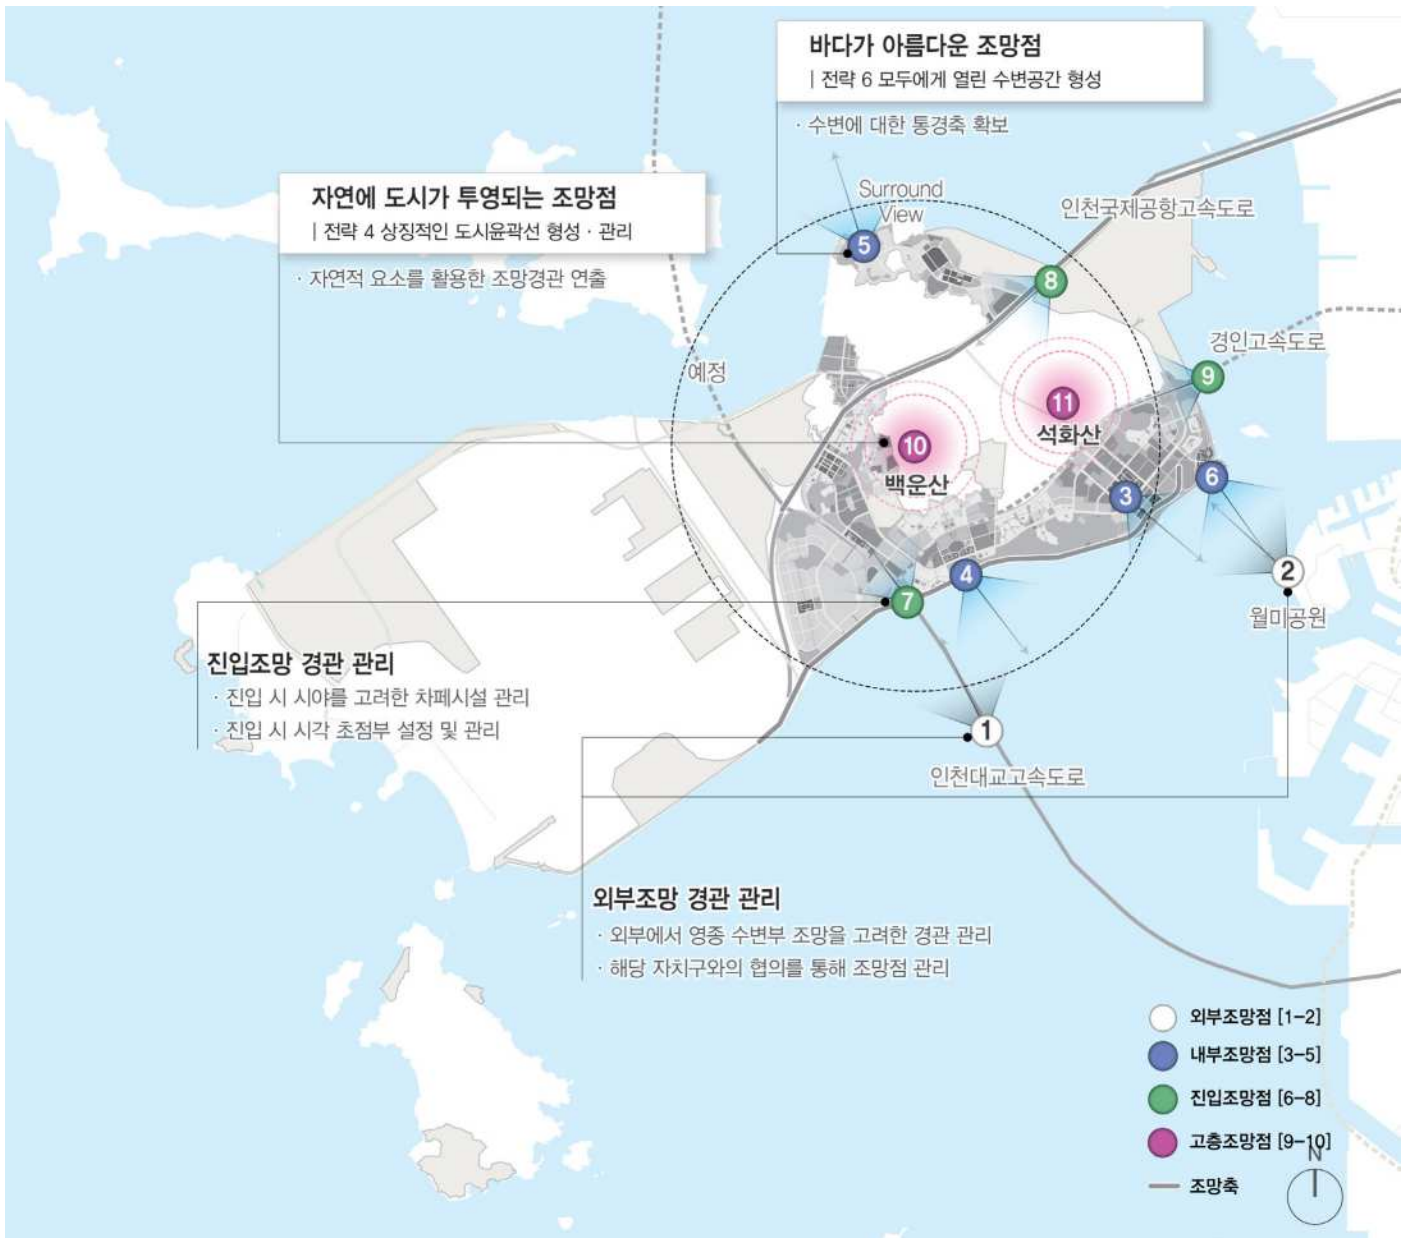 바다가 아름다운 조망점
| 전략 6 모두에게 열린 수변공간 형성
· 수변에 대한 통경축 확보
자연에 도시가 투영되는 조망점
| 전략 4 상징적인 도시윤곽선 형성 · 관리
· 자연적 요소를 활용한 조망경관 연출
Surround
View
인천국제공항고속도로
5
8
경인고속도로
예정
9
11
석화산
10
백운산
6
3
4
2
월미공원
7
진입조망 경관 관리
· 진입 시 시야를 고려한 차폐시설 관리
· 진입 시 시각 초점부 설정 및 관리
1
인천대교고속도로
외부조망 경관 관리
· 외부에서 영종 수변부 조망을 고려한 경관 관리
· 해당 자치구와의 협의를 통해 조망점 관리
외부조망점 [1-2]
내부조망점 [3-5]
진입조망점 [6-8]
고층조망점 [9-10]
조망축
N